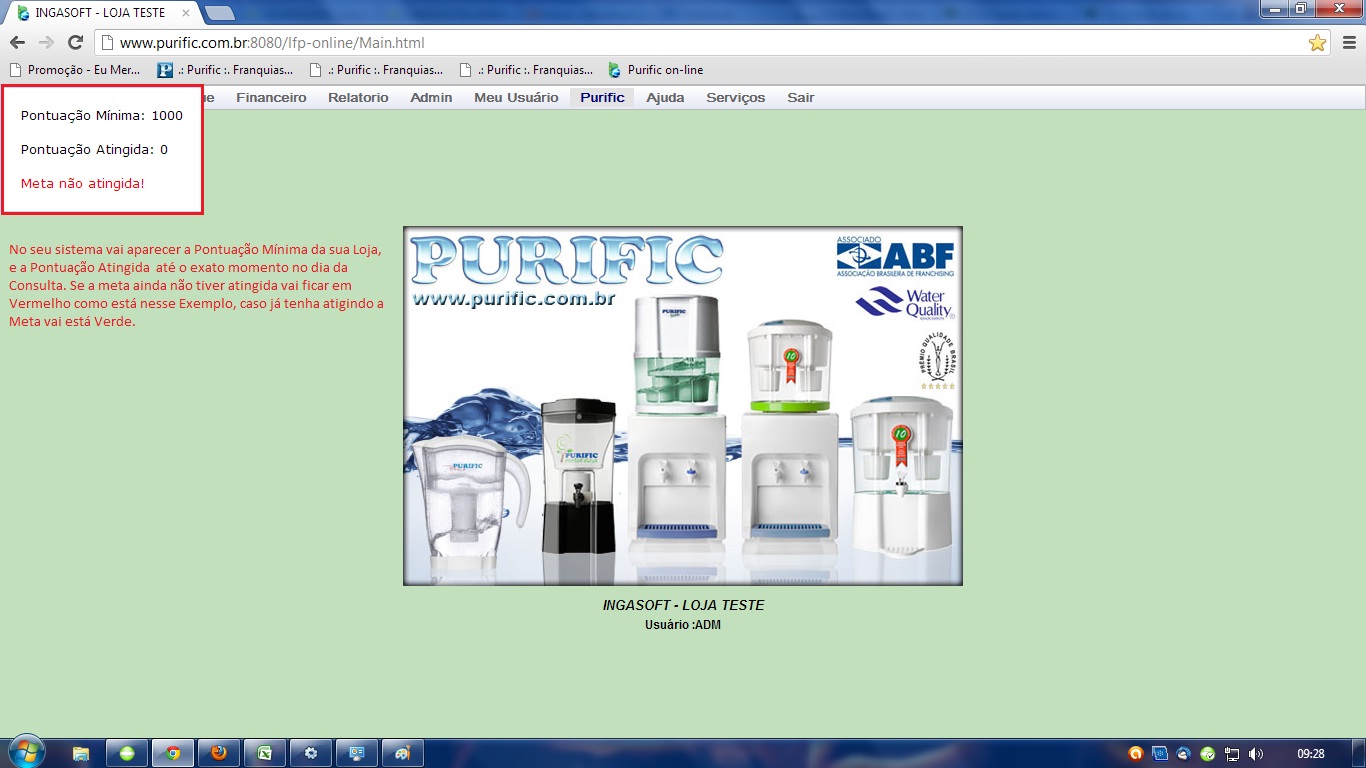 INGASOFT - LOJA TESTE
www.purific.com.br:8080/lfp-online/Main.html
Promoção - Eu Mer...
.: Purific :. Franquias...
.: Purific :. Franquias...
.: Purific :. Franquias...
Purific on-line
ue Financeiro Relatorio Admin Meu Usuário Purific Ajuda Serviços Sair
Pontuação Mínima: 1000
Pontuação Atingida: 0
Meta não atingida!
No seu sistema vai aparecer a Pontuação Mínima da sua Loja,
e a Pontuação Atingida até o exato momento no dia da
Consulta. Se a meta ainda não tiver atingida vai ficar em
Vermelho como está nesse Exemplo, caso já tenha atigindo a
Meta vai está Verde.
PURIFIC
www.purific.com.br
ASSOCIADO
ABF
ASSOCIAÇÃO BRASILEIRA DE FRANCHISING
Water
Quality
PRÊMIO QUALIDADE BRASIL
PURIFIC
PURIFIC
PURIFIC
10
10
INGASOFT - LOJA TESTE
Usuário :ADM
09:28